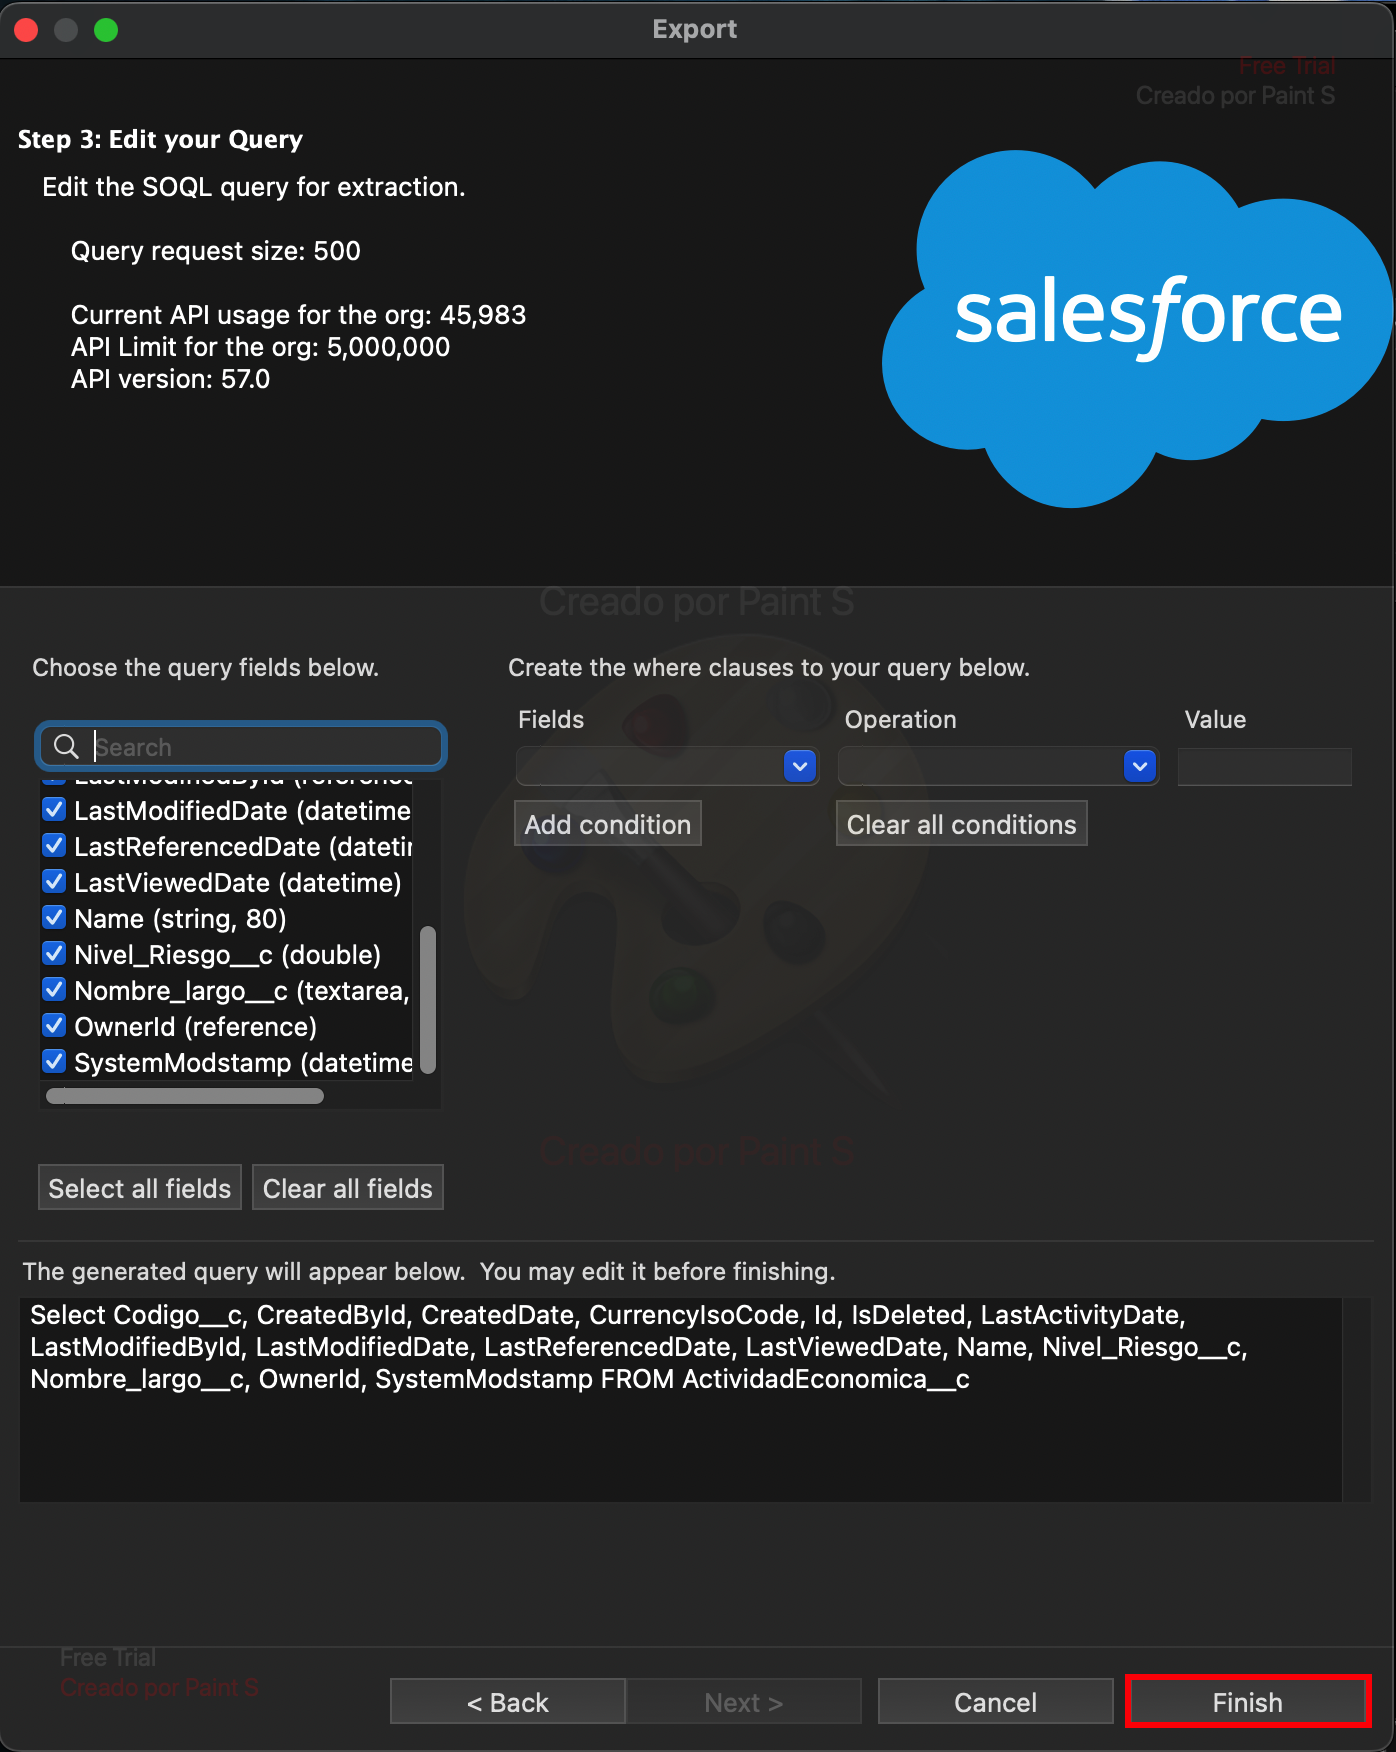 Export
Free Trial
Creado por Paint S
Step 3: Edit your Query
Edit the SOQL query for extraction.
Query request size: 500
Current API usage for the org: 45,983
API Limit for the org: 5,000,000
API version: 57.0
salesforce
Creado por Paint S
Choose the query fields below.
Create the where clauses to your query below.
Fields
Operation
Value
Search
LastModifiedById (reference
LastModifiedDate (datetime
LastReferencedDate (datetir
LastViewedDate (datetime)
Name (string, 80)
Nivel_Riesgo__c (double)
Nombre_largo__c (textarea,
OwnerId (reference)
SystemModstamp (datetime
Add condition
Clear all conditions
Creado por Paint S
Select all fields
Clear all fields
The generated query will appear below.  You may edit it before finishing.
Select Codigo__c, CreatedById, CreatedDate, CurrencyIsoCode, Id, IsDeleted, LastActivityDate,
LastModifiedById, LastModifiedDate, LastReferencedDate, LastViewedDate, Name, Nivel_Riesgo__c,
Nombre_largo__c, OwnerId, SystemModstamp FROM ActividadEconomica__c
Free Trial
Creado por Paint S
< Back
Next >
Cancel
Finish